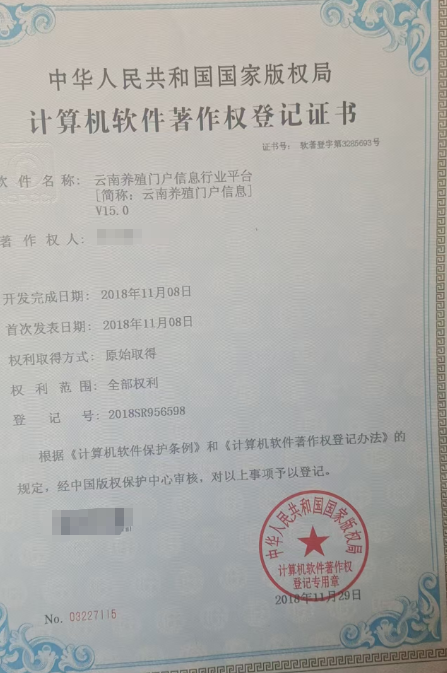 中华人民共和国国家版权局
计算机软件著作权登记证书
证书号： 软著登字第3285693号
软件名称： 云南养殖门户信息行业平台
[简称：云南养殖门户信息]
V15.0
著作权人：
开发完成日期： 2018年11月08日
首次发表日期： 2018年11月08日
权利取得方式： 原始取得
权利范围： 全部权利
登记号： 2018SR956598
根据《计算机软件保护条例》和《计算机软件著作权登记办法》的
规定，经中国版权保护中心审核，对以上事项予以登记。
中华人民共和国国家版权局
计算机软件著作权
登记专用章
2018年11月29日
No. 03227115